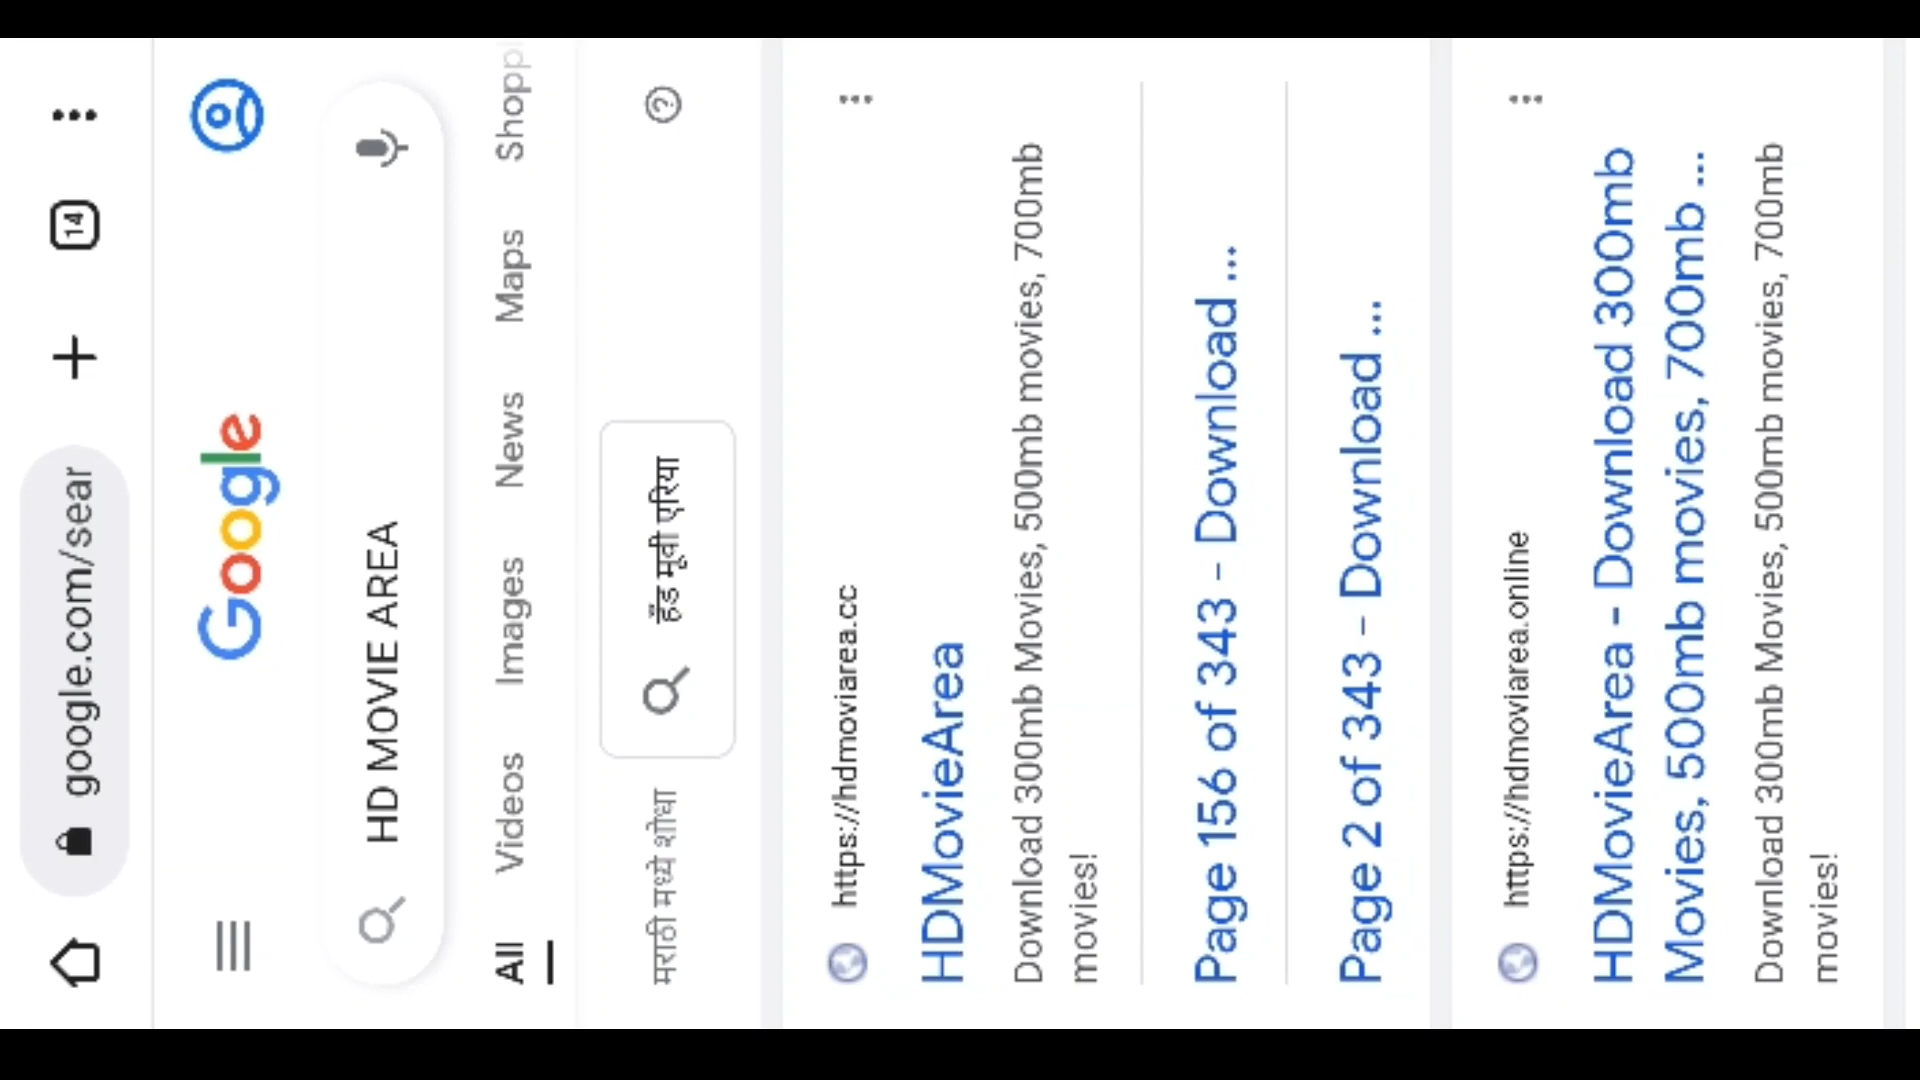 google.com/sear
14
Google
HD MOVIE AREA
All Videos Images News Maps Shopp
मराठी मध्ये शोधा
हॅड मूवी एरिया
https://hdmoviarea.cc
HDMovieArea
Download 300mb Movies, 500mb movies, 700mb
movies!
Page 156 of 343 - Download ...
Page 2 of 343 - Download ...
https://hdmoviarea.online
HDMovieArea - Download 300mb
Movies, 500mb movies, 700mb ...
Download 300mb Movies, 500mb movies, 700mb
movies!